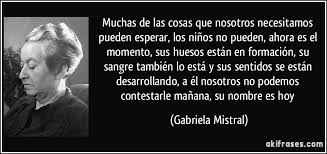 Muchas de las cosas que nosotros necesitamos
pueden esperar, los niños no pueden, ahora es el
momento, sus huesos están en formación, su
sangre también lo está y sus sentidos se están
desarrollando, a él nosotros no podemos
contestarle mañana, su nombre es hoy
(Gabriela Mistral)
akifrases.com